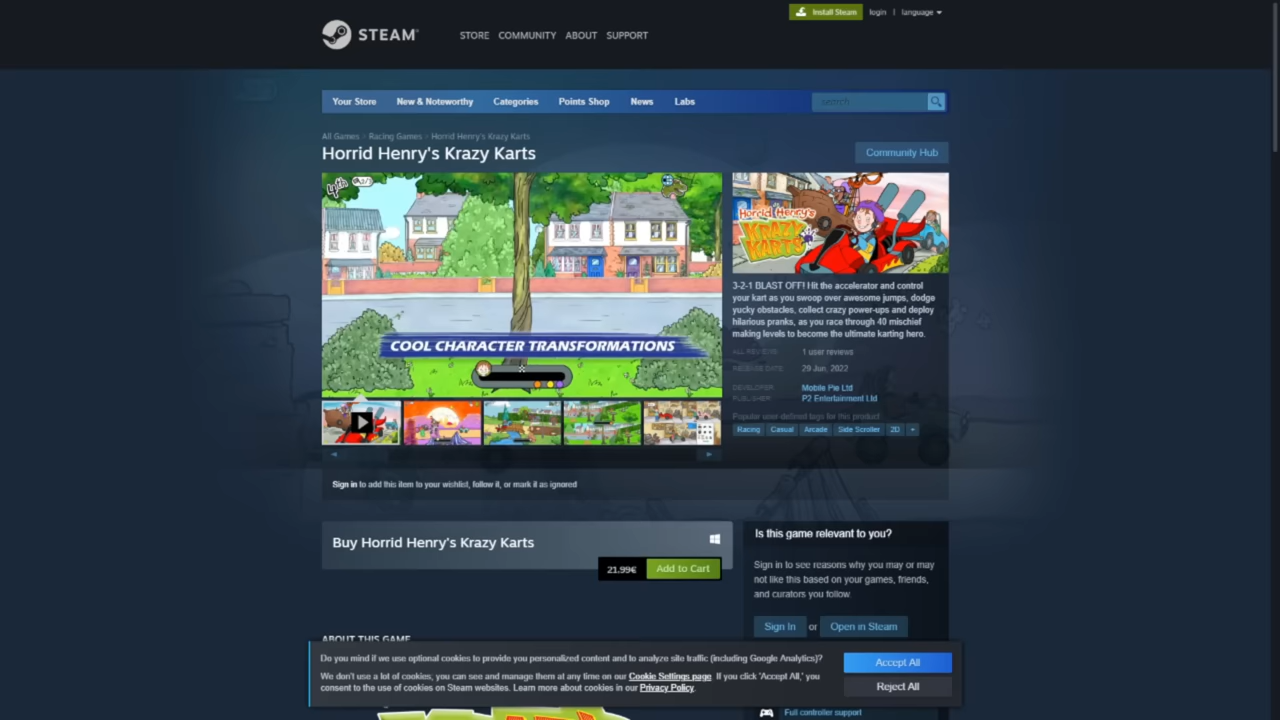 Install Steam
login | language
STEAM
STORE COMMUNITY ABOUT SUPPORT
Your Store New & Noteworthy Categories Points Shop News Labs
search
All Games > Racing Games > Horrid Henry's Krazy Karts
Horrid Henry's Krazy Karts
Community Hub
4th
COOL CHARACTER TRANSFORMATIONS
Horrid Henry's
KRAZY
KARTS
3-2-1 BLAST OFF! Hit the accelerator and control
your kart as you swoop over awesome jumps, dodge
yucky obstacles, collect crazy power-ups and deploy
hilarious pranks, as you race through 40 mischief
making levels to become the ultimate karting hero.
ALL REVIEWS: 1 user reviews
RELEASE DATE: 29 Jun, 2022
DEVELOPER: Mobile Pie Ltd
PUBLISHER: P2 Entertainment Ltd
Popular user-defined tags for this product:
Racing Casual Arcade Side Scroller 2D +
Sign in to add this item to your wishlist, follow it, or mark it as ignored
Buy Horrid Henry's Krazy Karts
21,99€ Add to Cart
Is this game relevant to you?
Sign in to see reasons why you may or may
not like this based on your games, friends,
and curators you follow.
Sign In or Open in Steam
ABOUT THIS GAME
Do you mind if we use optional cookies to provide you personalized content and to analyze site traffic (including Google Analytics)?
We don't use a lot of cookies, you can see and manage them at any time on our Cookie Settings page. If you click 'Accept All,' you
consent to the use of cookies on Steam websites. Learn more about cookies in our Privacy Policy.
Accept All
Reject All
Full controller support